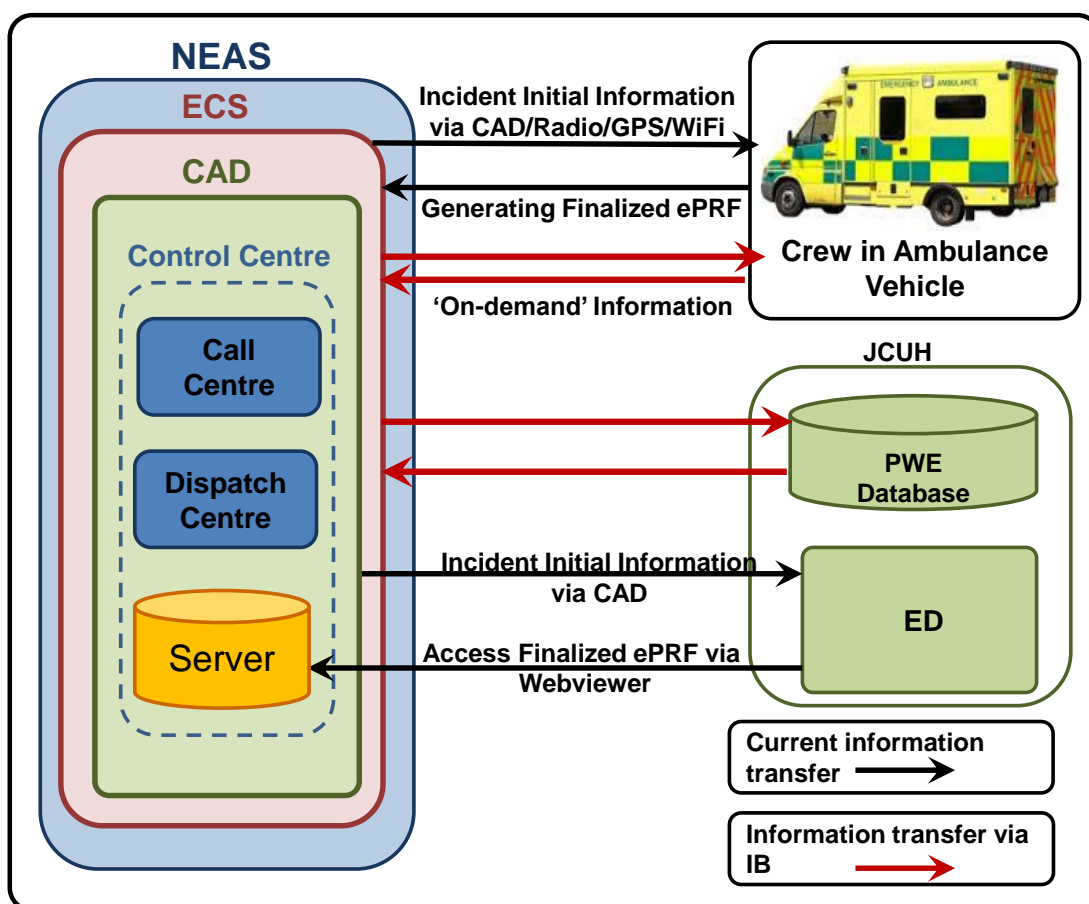 NEAS
ECS
CAD
Control Centre
Call
Centre
Dispatch
Centre
Server
Incident Initial Information
via CAD/Radio/GPS/WiFi
Generating Finalized ePRF
‘On-demand’ Information
EMERGENCY AMBULANCE
Crew in Ambulance
Vehicle
JCUH
PWE
Database
Incident Initial Information
via CAD
ED
Access Finalized ePRF via
Webviewer
Current information
transfer
Information transfer via
IB